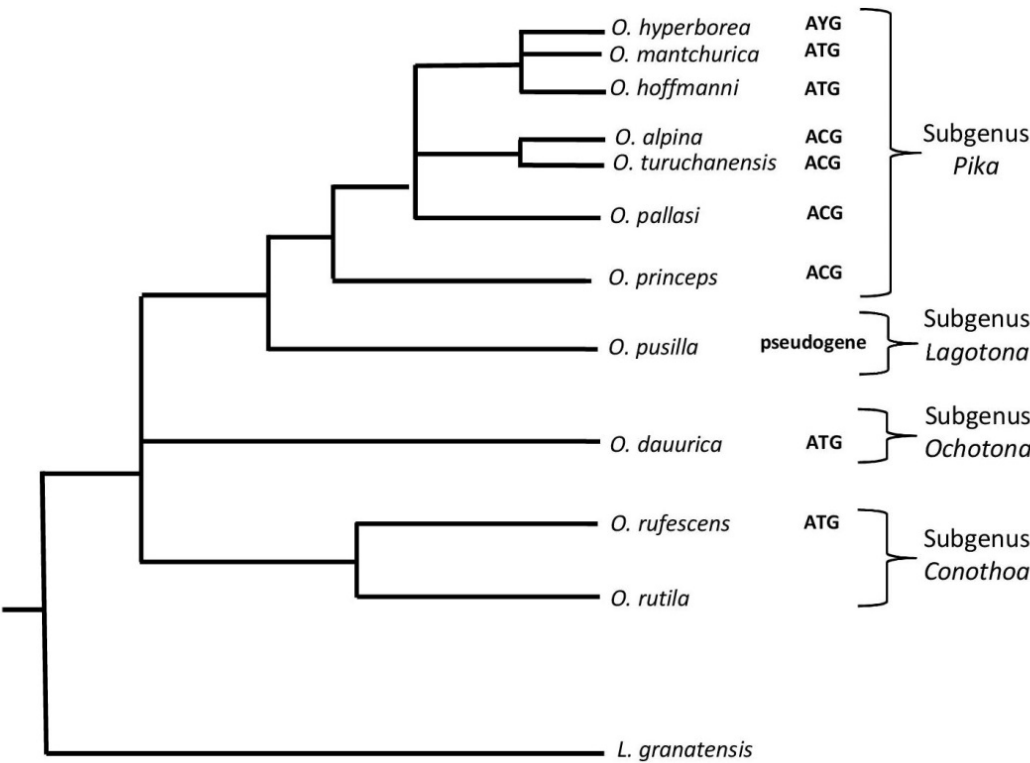 O. hyperborea AYG
O. mantchurica ATG
O. hoffmanni ATG
O. alpina ACG
O. turuchanensis ACG
O. pallasi ACG
O. princeps ACG
Subgenus
Pika
O. pusilla pseudogene
Subgenus
Lagotona
O. dauurica ATG
Subgenus
Ochotona
O. rufescens ATG
O. rutila
Subgenus
Conothoa
L. granatensis